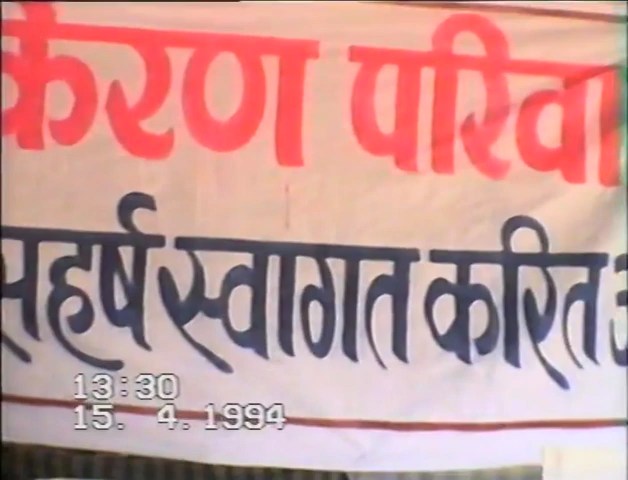 किरण परिवा
सहर्ष स्वागत करित
13:30
15. 4. 1994